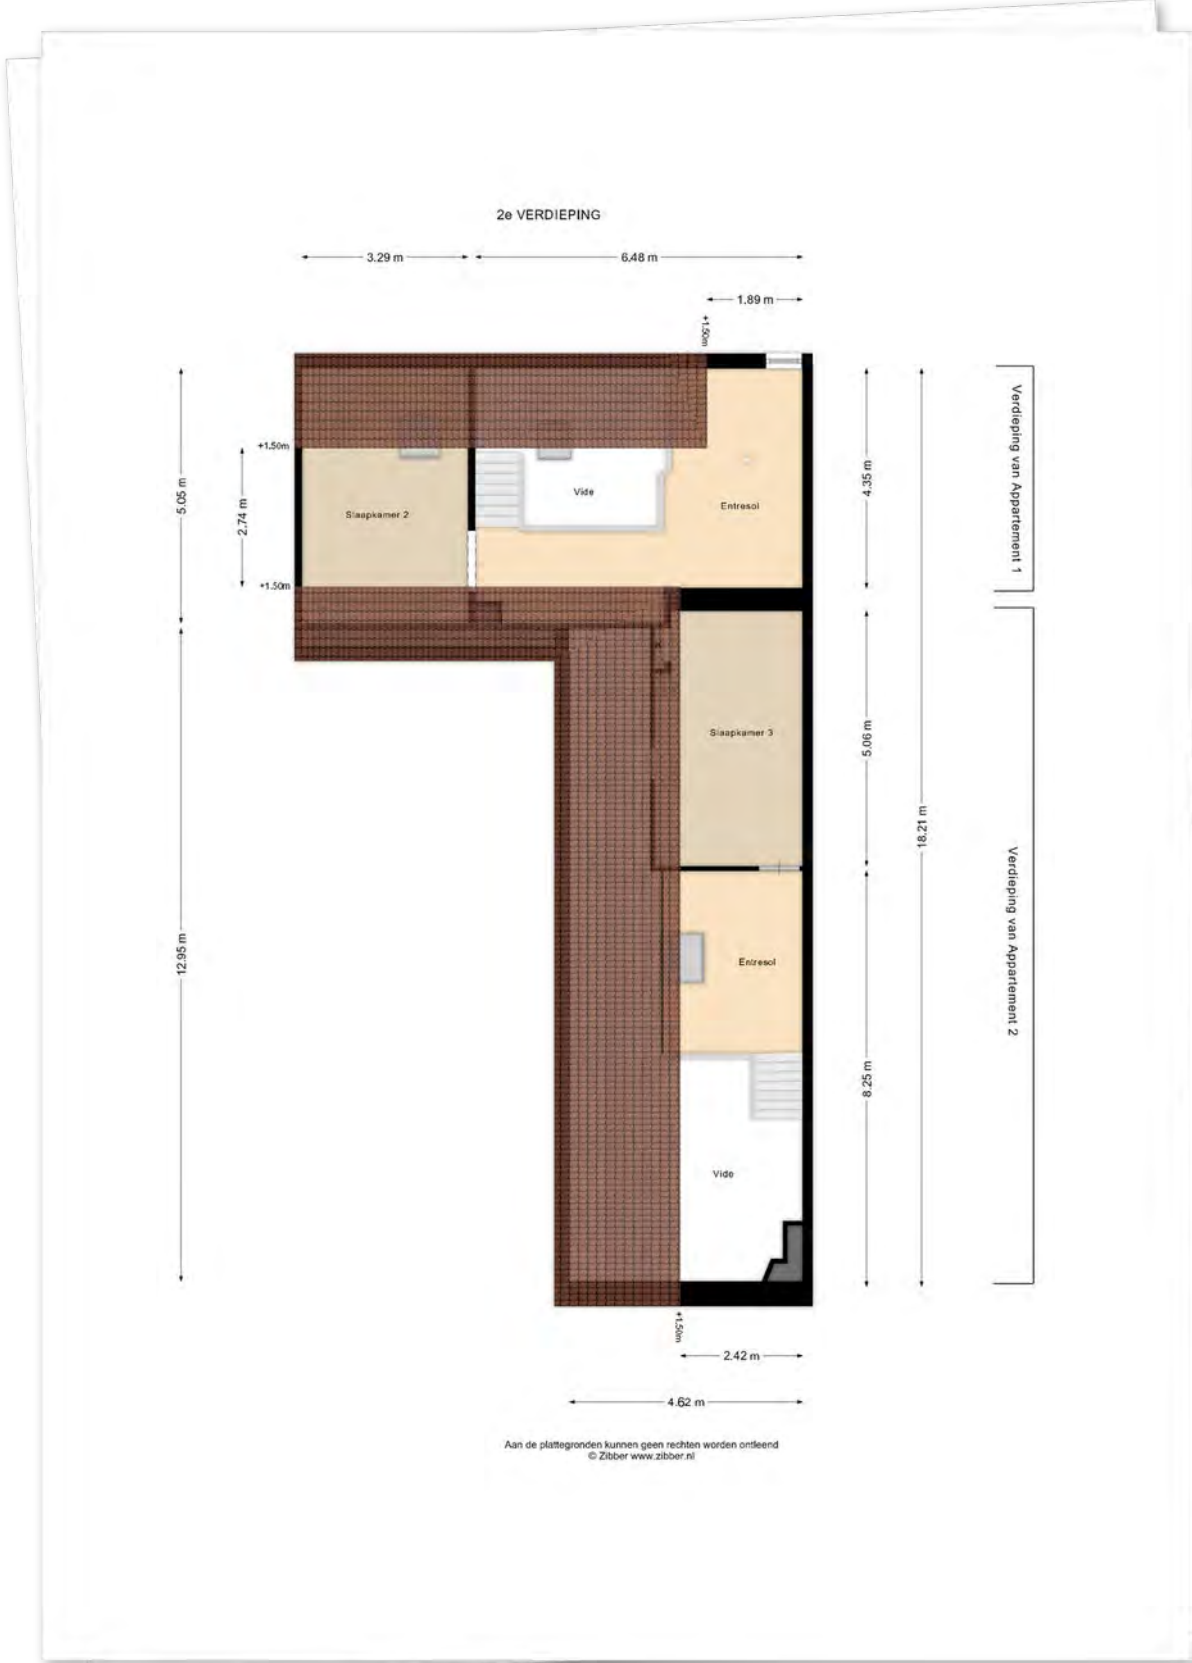 2e VERDIEPING
3.29 m
6.48 m
1.89 m
+1.50m
Verdieping van Appartement 1
+1.50m
5.05 m
2.74 m
Slaapkamer 2
Vide
Entresol
4.35 m
+1.50m
Slaapkamer 3
5.06 m
18.21 m
12.95 m
Entresol
Verdieping van Appartement 2
8.25 m
Vide
+1.50m
2.42 m
4.62 m
Aan de plattegronden kunnen geen rechten worden ontleend
© Zibber www.zibber.nl